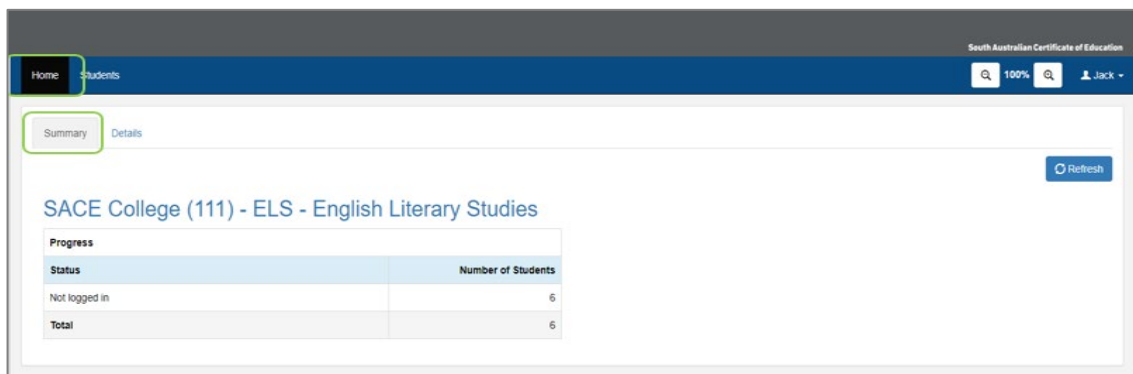 South Australian Certificate of Education
Home Students 100% Jack
Summary Details
Refresh
SACE College (111) - ELS - English Literary Studies
Progress
Status Number of Students
Not logged in 6
Total 6